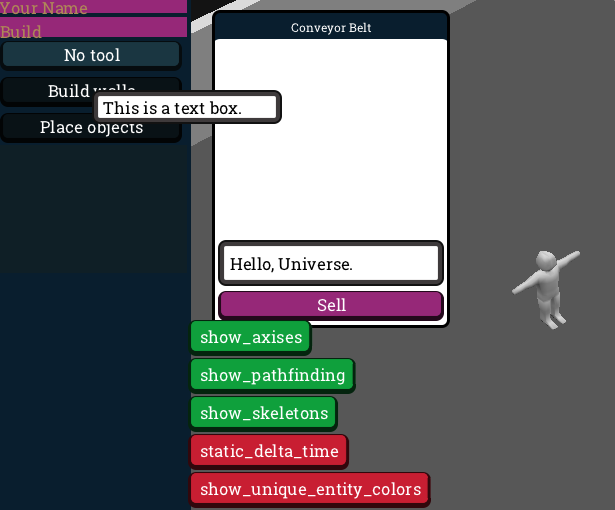 Your Name
Build
No tool
Build walls
Place objects
Conveyor Belt
This is a text box.
Hello, Universe.
Sell
show_axises
show_pathfinding
show_skeletons
static_delta_time
show_unique_entity_colors